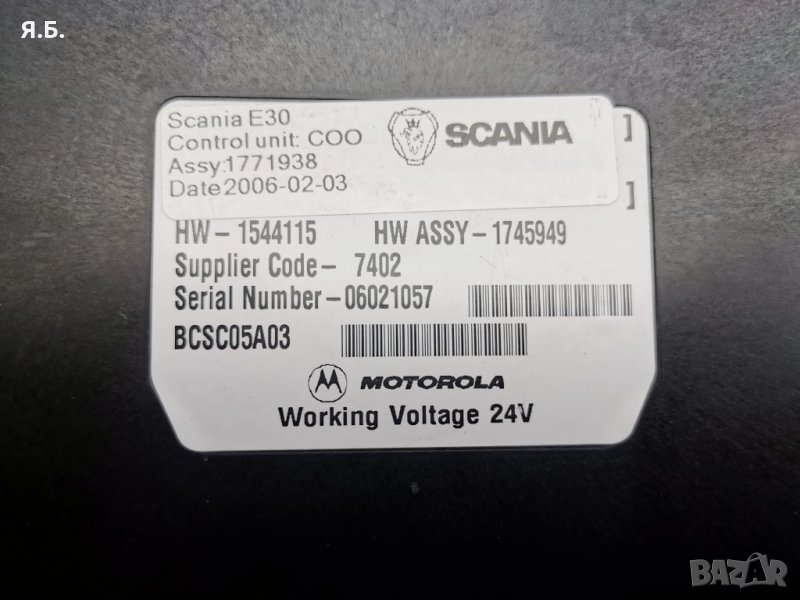 Я.Б.
Scania E30
Control unit: COO
Assy:1771938
Date2006-02-03
SCANIA
]
]
HW-1544115 HW ASSY-1745949
Supplier Code- 7402
Serial Number-06021057
BCSC05A03
MOTOROLA
Working Voltage 24V
BAZAR